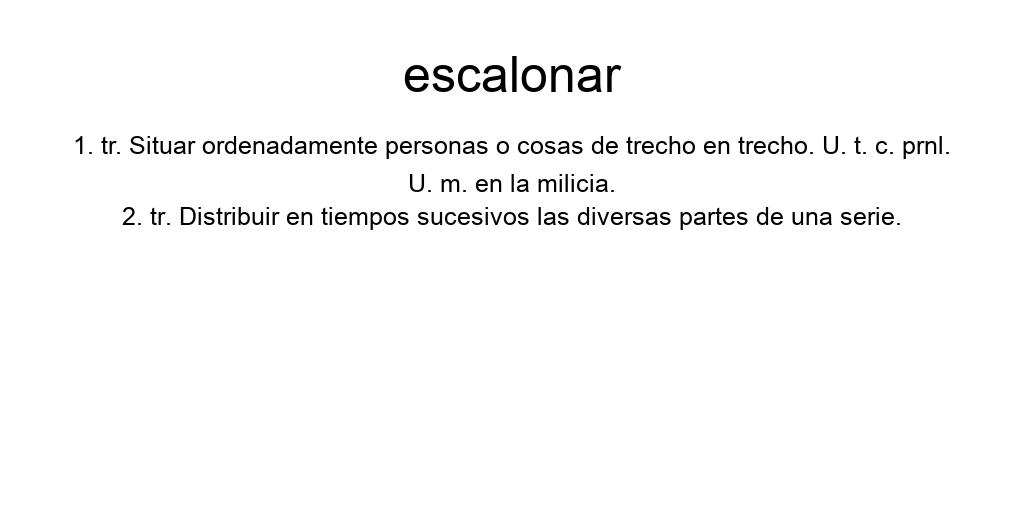 escalonar
1. tr. Situar ordenadamente personas o cosas de trecho en trecho. U. t. c. prnl.
U. m. en la milicia.
2. tr. Distribuir en tiempos sucesivos las diversas partes de una serie.